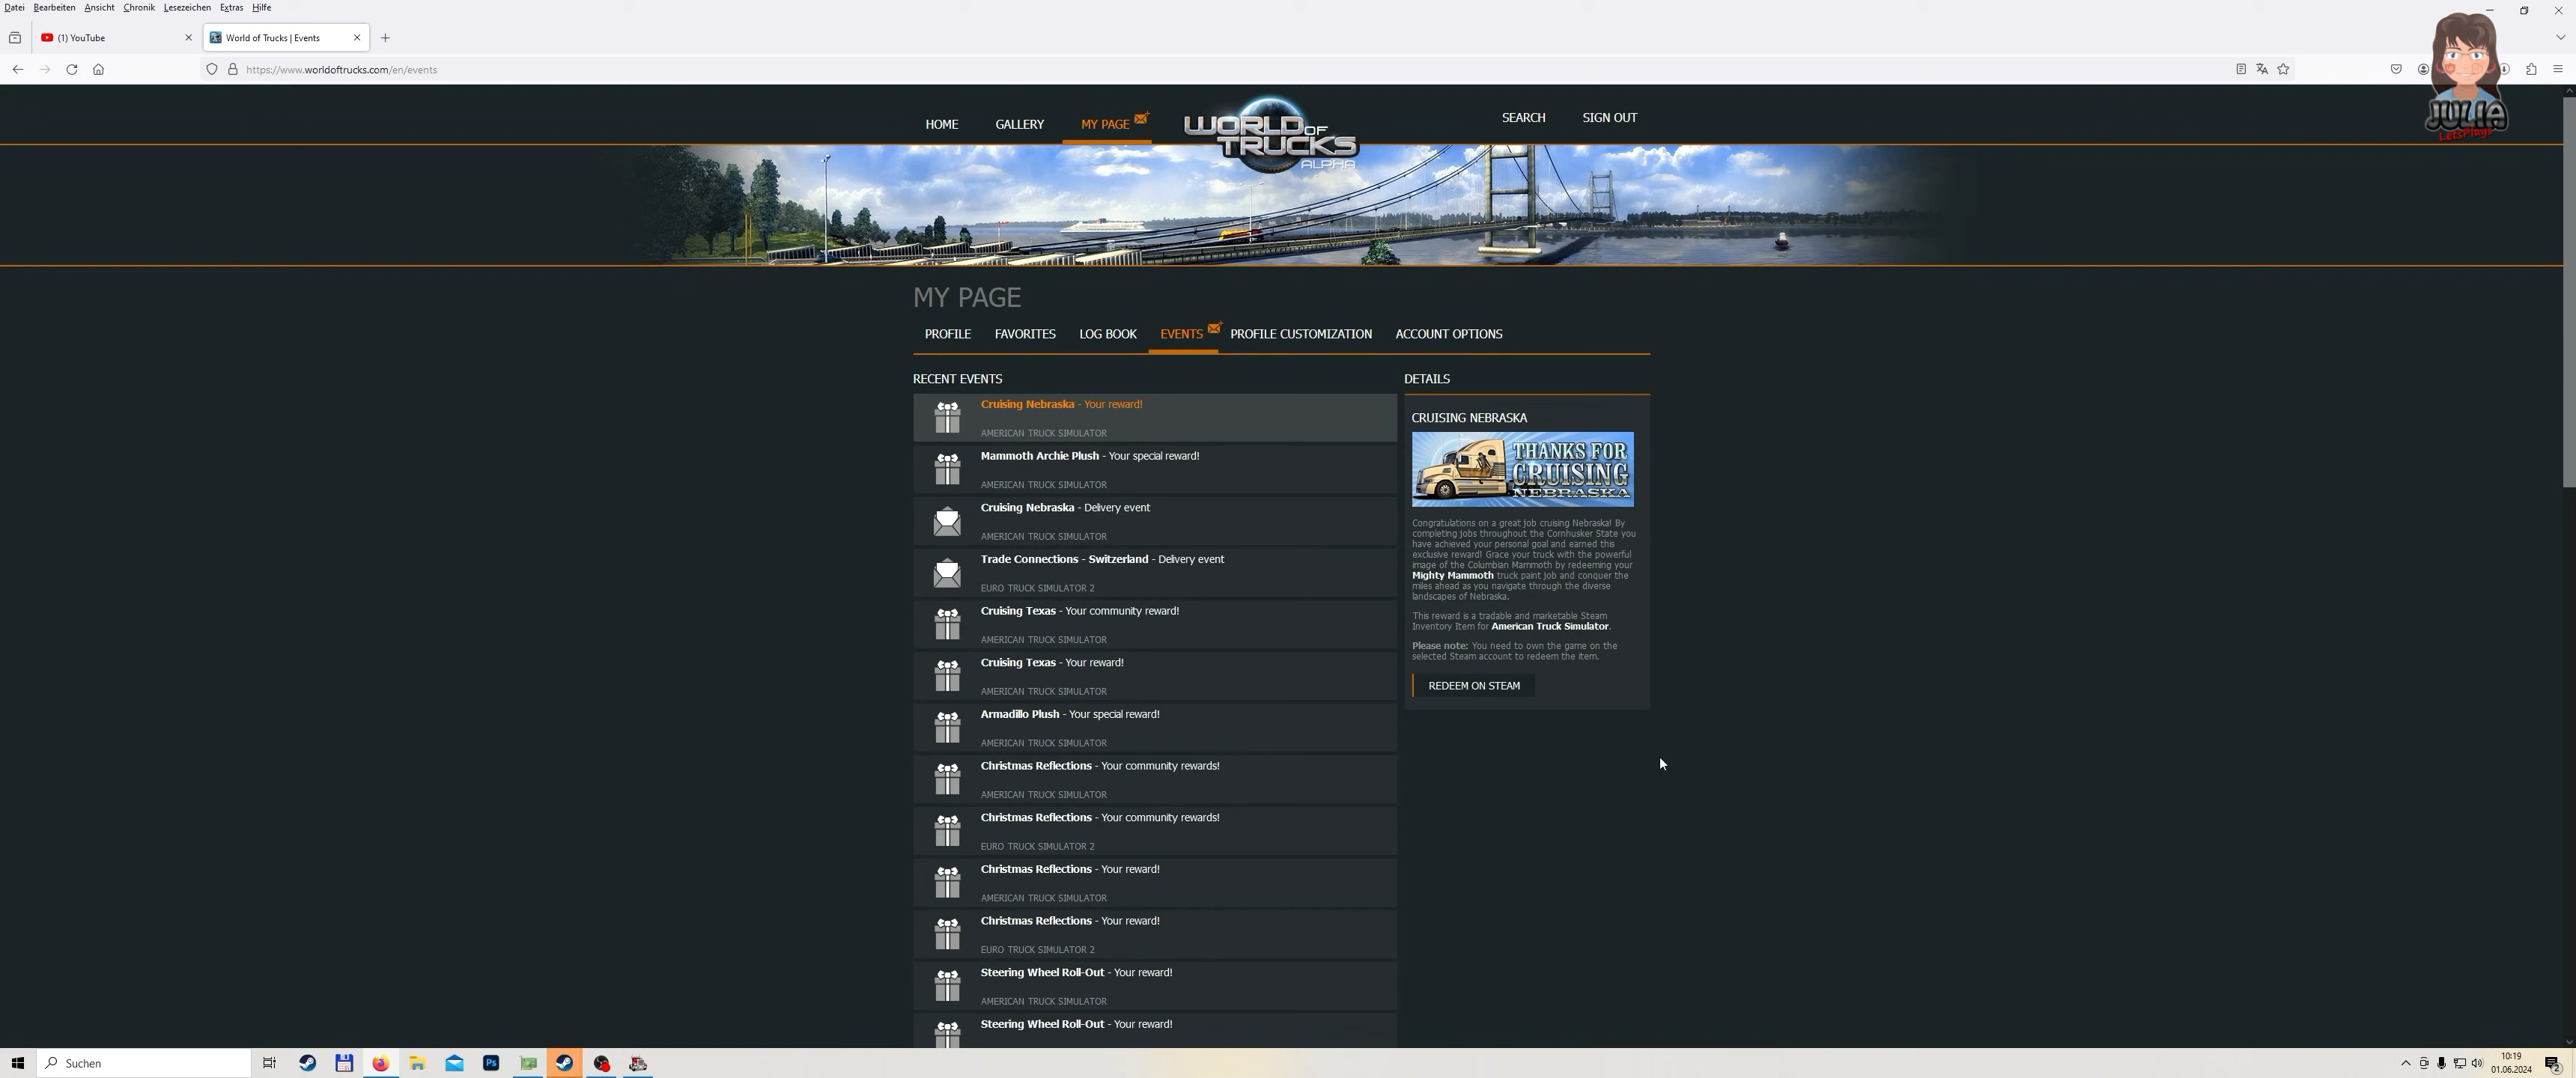 Datei Bearbeiten Ansicht Chronik Lesezeichen Extras Hilfe
(1) YouTube
World of Trucks | Events
https://www.worldoftrucks.com/en/events
JULIA
LetsPlays
HOME GALLERY MY PAGE
WORLD OF
TRUCKS
ALPHA
SEARCH SIGN OUT
MY PAGE
PROFILE FAVORITES LOG BOOK EVENTS PROFILE CUSTOMIZATION ACCOUNT OPTIONS
RECENT EVENTS
Cruising Nebraska - Your reward!
AMERICAN TRUCK SIMULATOR
Mammoth Archie Plush - Your special reward!
AMERICAN TRUCK SIMULATOR
Cruising Nebraska - Delivery event
AMERICAN TRUCK SIMULATOR
Trade Connections - Switzerland - Delivery event
EURO TRUCK SIMULATOR 2
Cruising Texas - Your community reward!
AMERICAN TRUCK SIMULATOR
Cruising Texas - Your reward!
AMERICAN TRUCK SIMULATOR
Armadillo Plush - Your special reward!
AMERICAN TRUCK SIMULATOR
Christmas Reflections - Your community rewards!
AMERICAN TRUCK SIMULATOR
Christmas Reflections - Your community rewards!
EURO TRUCK SIMULATOR 2
Christmas Reflections - Your reward!
AMERICAN TRUCK SIMULATOR
Christmas Reflections - Your reward!
EURO TRUCK SIMULATOR 2
Steering Wheel Roll-Out - Your reward!
AMERICAN TRUCK SIMULATOR
Steering Wheel Roll-Out - Your reward!
DETAILS
CRUISING NEBRASKA
THANKS FOR
CRUISING
NEBRASKA
Congratulations on a great job cruising Nebraska! By
completing jobs throughout the Cornhusker State you
have achieved your personal goal and earned this
exclusive reward! Grace your truck with the powerful
image of the Columbian Mammoth by redeeming your
Mighty Mammoth truck paint job and conquer the
miles ahead as you navigate through the diverse
landscapes of Nebraska.
This reward is a tradable and marketable Steam
Inventory Item for American Truck Simulator.
Please note: You need to own the game on the
selected Steam account to redeem the item.
REDEEM ON STEAM
Suchen
Ps
10:19
01.06.2024
2